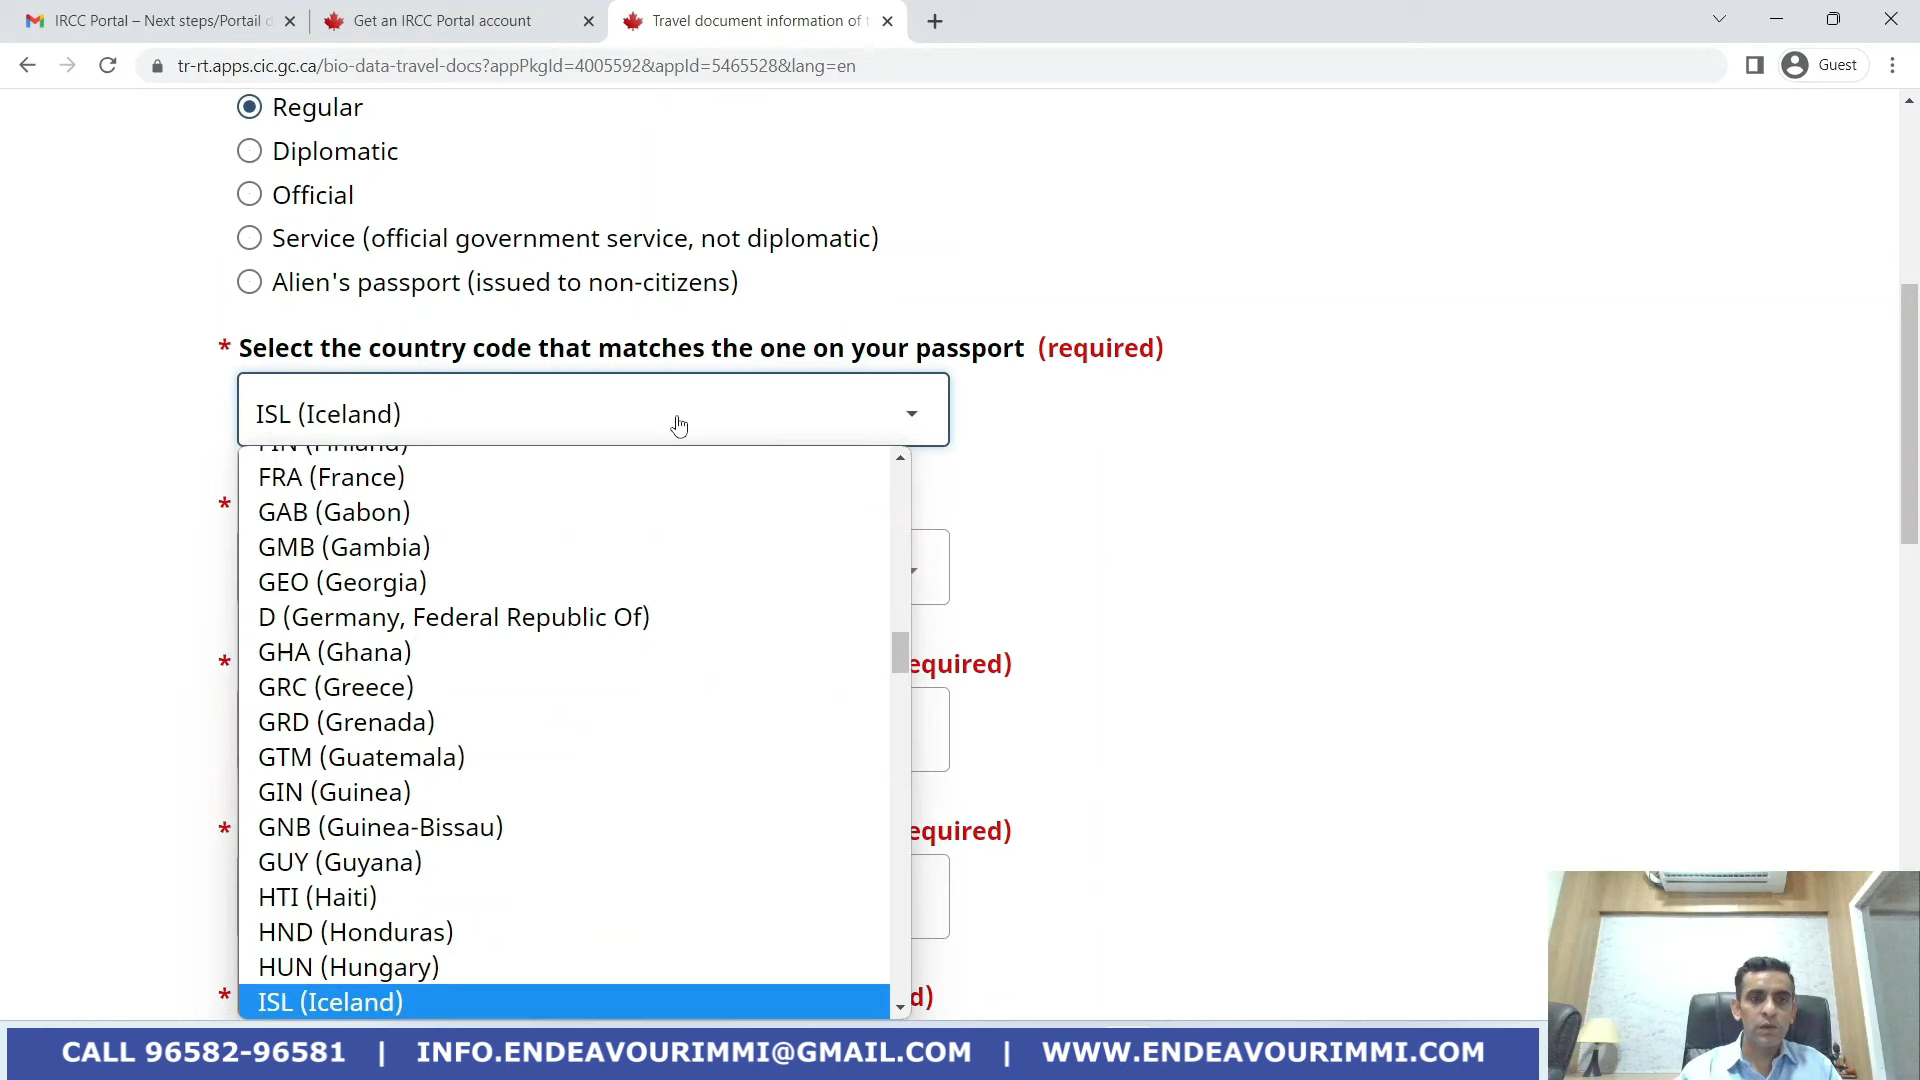 IRCC Portal – Next steps/Portail
Get an IRCC Portal account
Travel document information of
tr-rt.apps.cic.gc.ca/bio-data-travel-docs?appPkgId=4005592&appId=5465528&lang=en
Guest
Regular
Diplomatic
Official
Service (official government service, not diplomatic)
Alien's passport (issued to non-citizens)
* Select the country code that matches the one on your passport (required)
ISL (Iceland)
FRA (France)
GAB (Gabon)
*
GMB (Gambia)
GEO (Georgia)
D (Germany, Federal Republic Of)
GHA (Ghana)
* equired)
GRC (Greece)
GRD (Grenada)
GTM (Guatemala)
GIN (Guinea)
GNB (Guinea-Bissau)
* equired)
GUY (Guyana)
HTI (Haiti)
HND (Honduras)
HUN (Hungary)
* ISL (Iceland) d)
CALL 96582-96581 | INFO.ENDEAVOURIMMI@GMAIL.COM | WWW.ENDEAVOURIMMI.COM